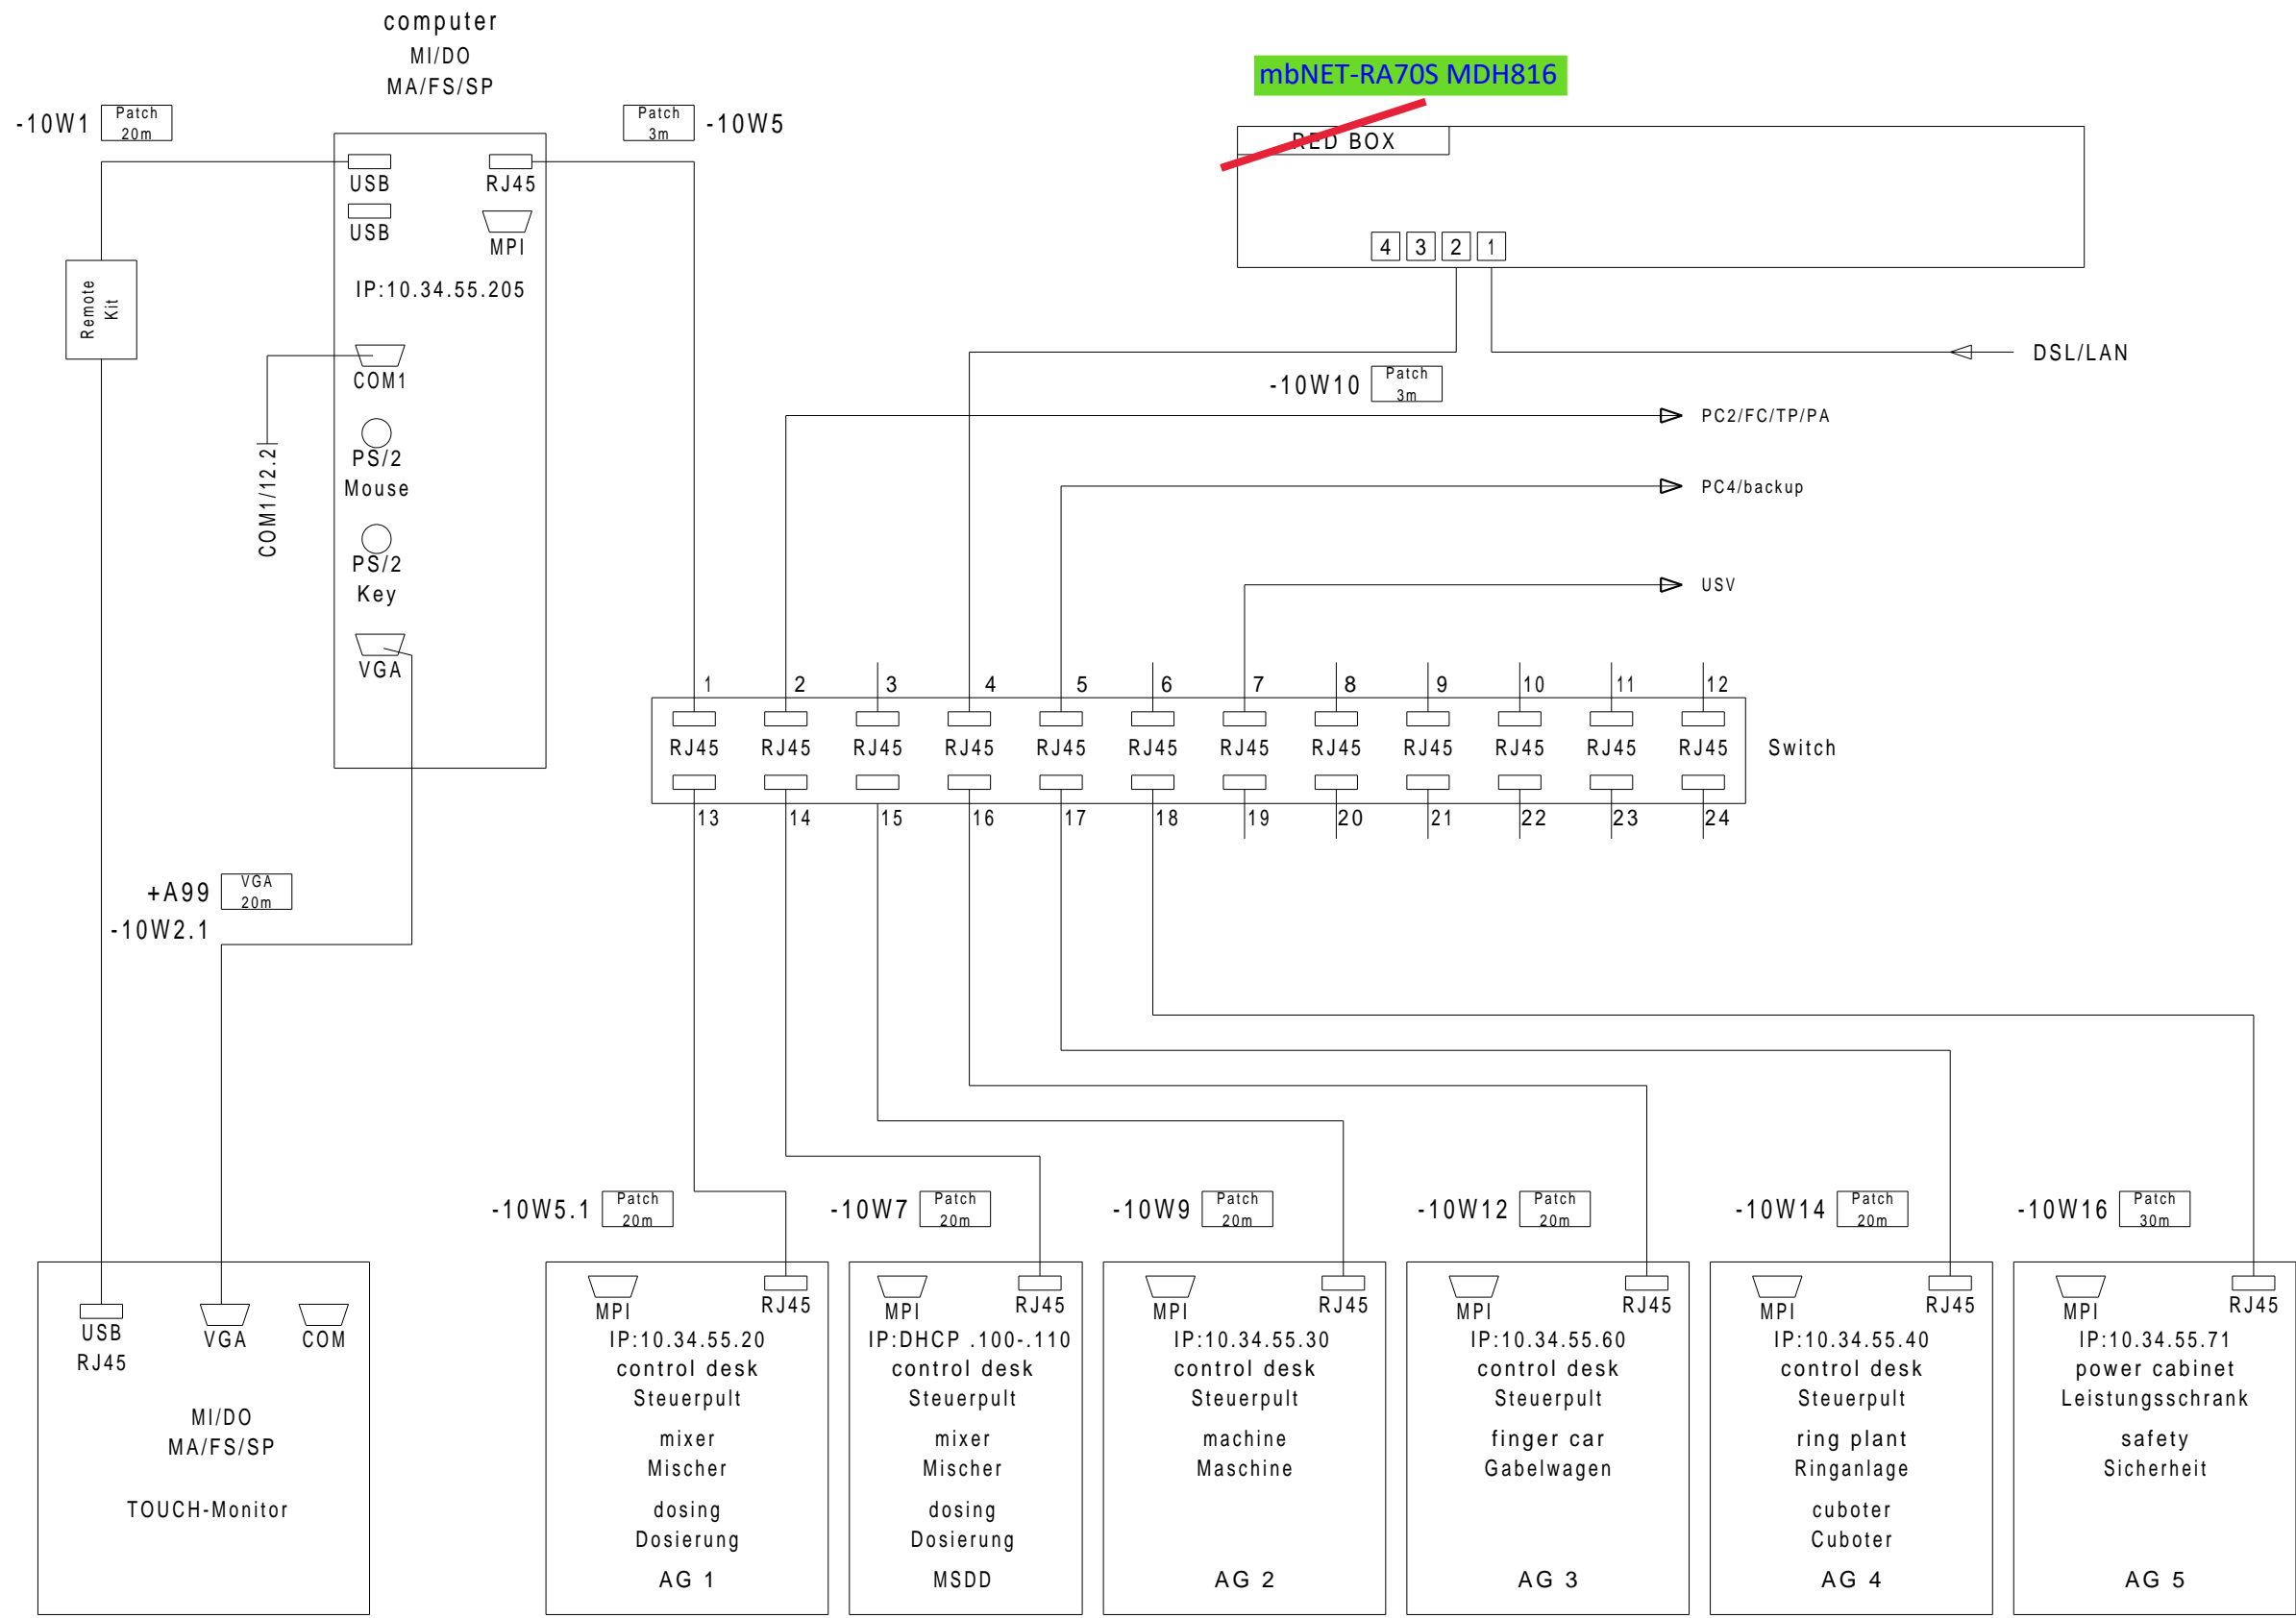 computer
MI/DO
MA/FS/SP
mbNET-RA70S MDH816
-10W1
Patch
20m
Patch
3m
-10W5
RED BOX
USB
RJ45
USB
MPI
4 3 2 1
Remote
Kit
IP:10.34.55.205
DSL/LAN
COM1
-10W10
Patch
3m
PC2/FC/TP/PA
COM1/12.2
PS/2
Mouse
PC4/backup
PS/2
Key
USV
VGA
1 2 3 4 5 6 7 8 9 10 11 12
RJ45 RJ45 RJ45 RJ45 RJ45 RJ45 RJ45 RJ45 RJ45 RJ45 RJ45 RJ45
Switch
13 14 15 16 17 18 19 20 21 22 23 24
+A99
VGA
20m
-10W2.1
-10W5.1
Patch
20m
-10W7
Patch
20m
-10W9
Patch
20m
-10W12
Patch
20m
-10W14
Patch
20m
-10W16
Patch
30m
USB
RJ45
VGA
COM
MI/DO
MA/FS/SP
TOUCH-Monitor
MPI
RJ45
IP:10.34.55.20
control desk
Steuerpult
mixer
Mischer
dosing
Dosierung
AG 1
MPI
RJ45
IP:DHCP .100-.110
control desk
Steuerpult
mixer
Mischer
dosing
Dosierung
MSDD
MPI
RJ45
IP:10.34.55.30
control desk
Steuerpult
machine
Maschine
AG 2
MPI
RJ45
IP:10.34.55.60
control desk
Steuerpult
finger car
Gabelwagen
AG 3
MPI
RJ45
IP:10.34.55.40
control desk
Steuerpult
ring plant
Ringanlage
cuboter
Cuboter
AG 4
MPI
RJ45
IP:10.34.55.71
power cabinet
Leistungsschrank
safety
Sicherheit
AG 5